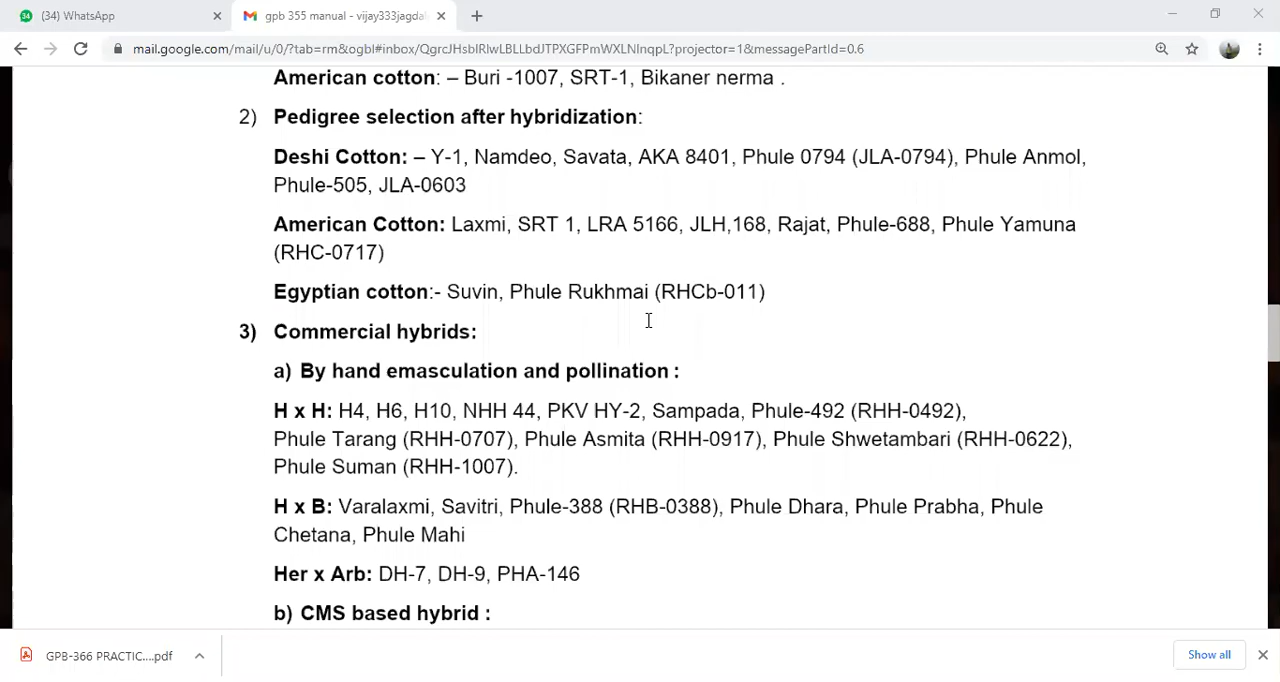 34
(34) WhatsApp
gpb 355 manual - vijay333jagdal
mail.google.com/mail/u/0/?tab=rm&ogbl#inbox/QgrcJHsblRlwLBLLbdJTPXGFPmWXLNlnqpL?projector=1&messagePartId=0.6
American cotton: – Buri -1007, SRT-1, Bikaner nerma .
2) Pedigree selection after hybridization:
Deshi Cotton: – Y-1, Namdeo, Savata, AKA 8401, Phule 0794 (JLA-0794), Phule Anmol,
Phule-505, JLA-0603
American Cotton: Laxmi, SRT 1, LRA 5166, JLH,168, Rajat, Phule-688, Phule Yamuna
(RHC-0717)
Egyptian cotton:- Suvin, Phule Rukhmai (RHCb-011)
3) Commercial hybrids:
a) By hand emasculation and pollination :
H x H: H4, H6, H10, NHH 44, PKV HY-2, Sampada, Phule-492 (RHH-0492),
Phule Tarang (RHH-0707), Phule Asmita (RHH-0917), Phule Shwetambari (RHH-0622),
Phule Suman (RHH-1007).
H x B: Varalaxmi, Savitri, Phule-388 (RHB-0388), Phule Dhara, Phule Prabha, Phule
Chetana, Phule Mahi
Her x Arb: DH-7, DH-9, PHA-146
b) CMS based hybrid :
GPB-366 PRACTIC....pdf
Show all